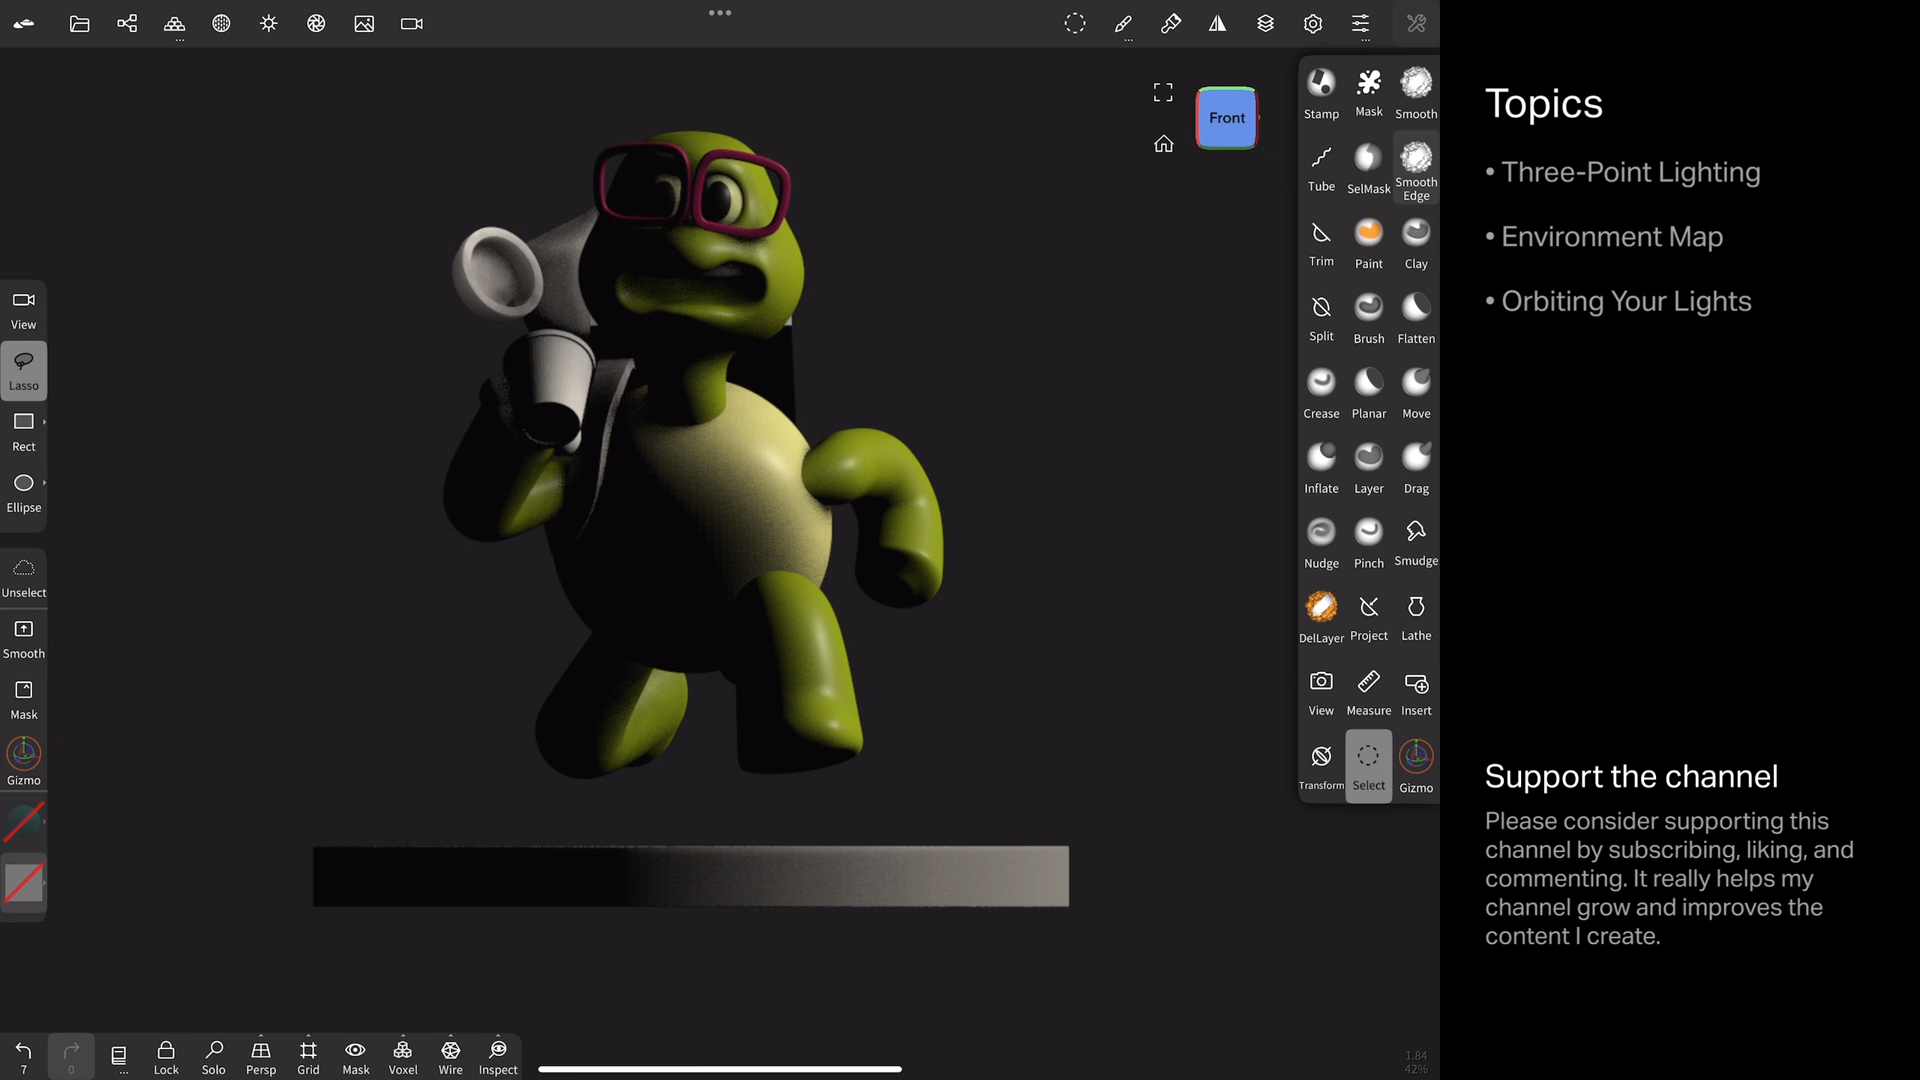 Front
Stamp
Mask
Smooth
Tube
SelMask
Smooth
Edge
Trim
Paint
Clay
Split
Brush
Flatten
Crease
Planar
Move
Inflate
Layer
Drag
Nudge
Pinch
Smudge
DelLayer
Project
Lathe
View
Measure
Insert
Transform
Select
Gizmo
View
Lasso
Rect
Ellipse
Unselect
Smooth
Mask
Gizmo
7
0
Lock
Solo
Persp
Grid
Mask
Voxel
Wire
Inspect
1.84
42%
Topics
• Three-Point Lighting
• Environment Map
• Orbiting Your Lights
Support the channel
Please consider supporting this
channel by subscribing, liking, and
commenting. It really helps my
channel grow and improves the
content I create.